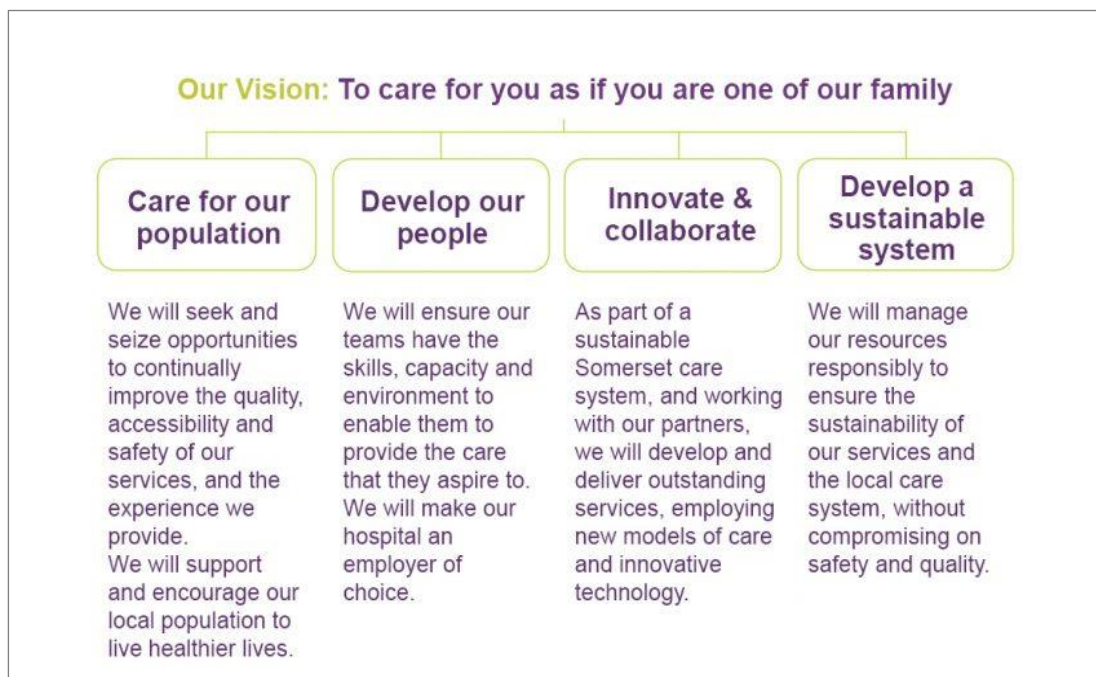 Our Vision: To care for you as if you are one of our family
Care for our
population
We will seek and
seize opportunities
to continually
improve the quality,
accessibility and
safety of our
services, and the
experience we
provide.
We will support
and encourage our
local population to
live healthier lives.
Develop our
people
We will ensure our
teams have the
skills, capacity and
environment to
enable them to
provide the care
that they aspire to.
We will make our
hospital an
employer of
choice.
Innovate &
collaborate
As part of a
sustainable
Somerset care
system, and working
with our partners,
we will develop and
deliver outstanding
services, employing
new models of care
and innovative
technology.
Develop a
sustainable
system
We will manage
our resources
responsibly to
ensure the
sustainability of
our services and
the local care
system, without
compromising on
safety and quality.